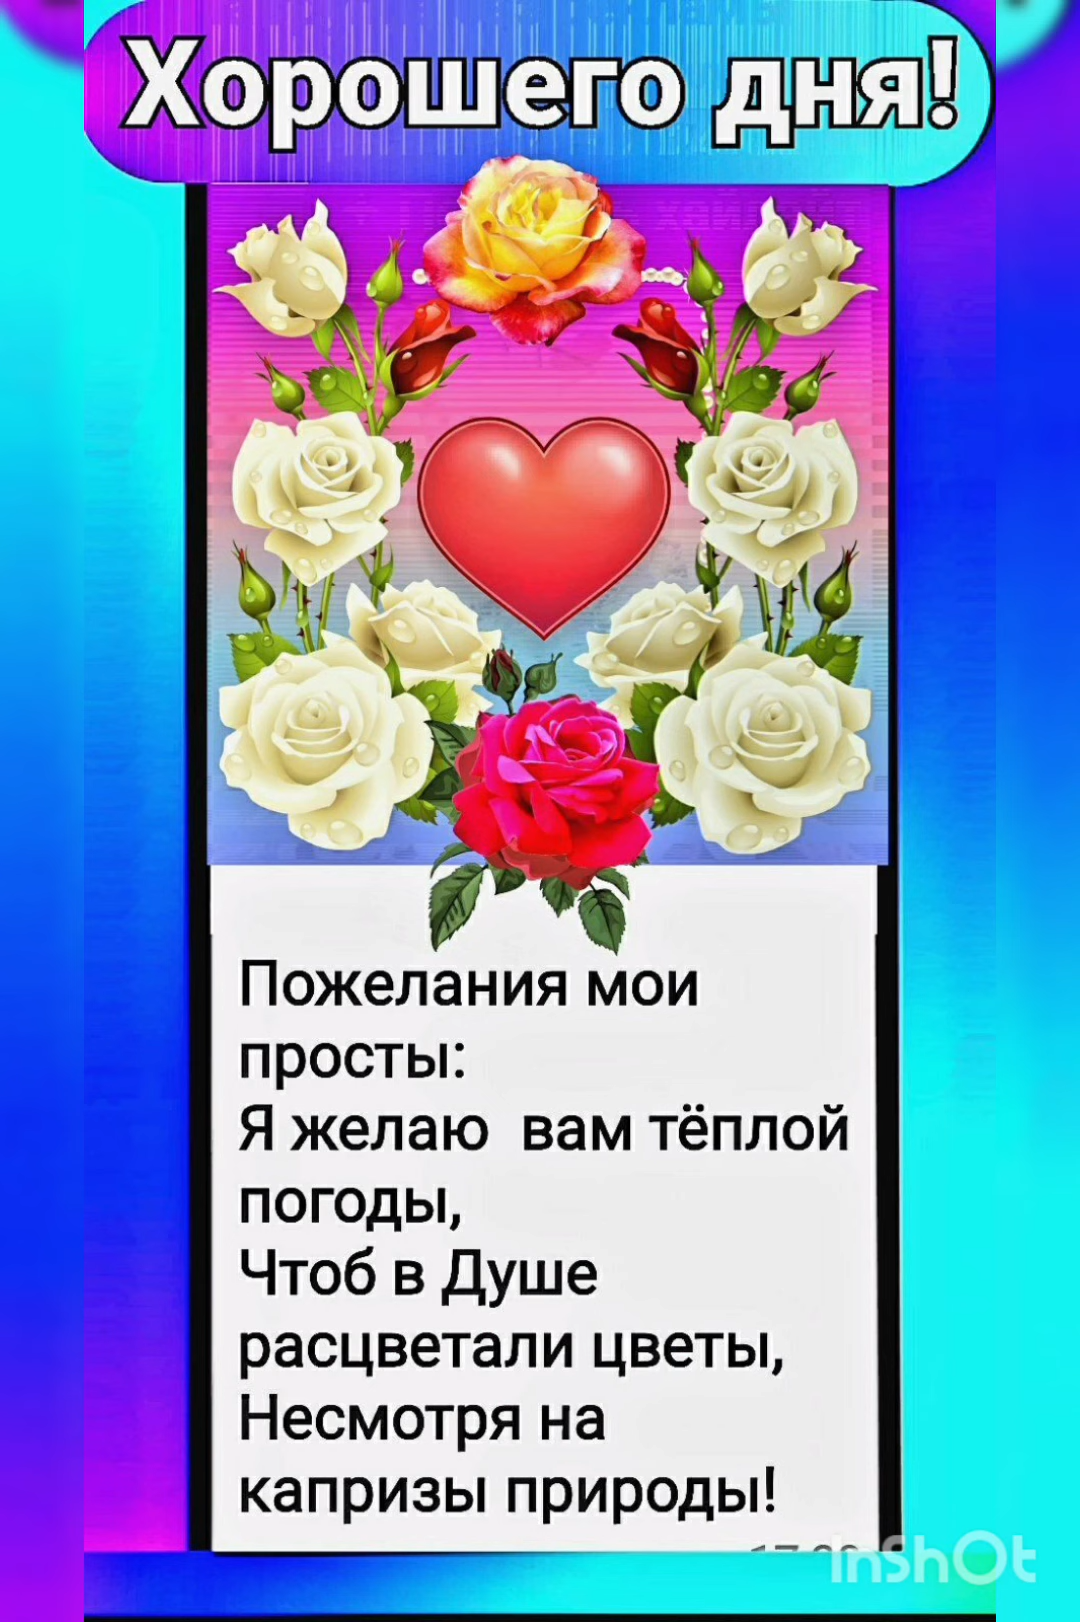 Хорошего дня!
Пожелания мои
просты:
Я желаю вам тёплой
погоды,
Чтоб в Душе
расцветали цветы,
Несмотря на
капризы природы!
InShOt